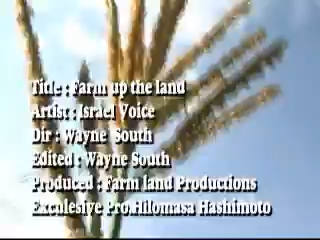 Title : Farm up the land
Artist : Israel Voice
Dir : Wayne South
Edited : Wayne South
Produced : Farm land Productions
Exculesive Pro.Hilomasa Hashimoto